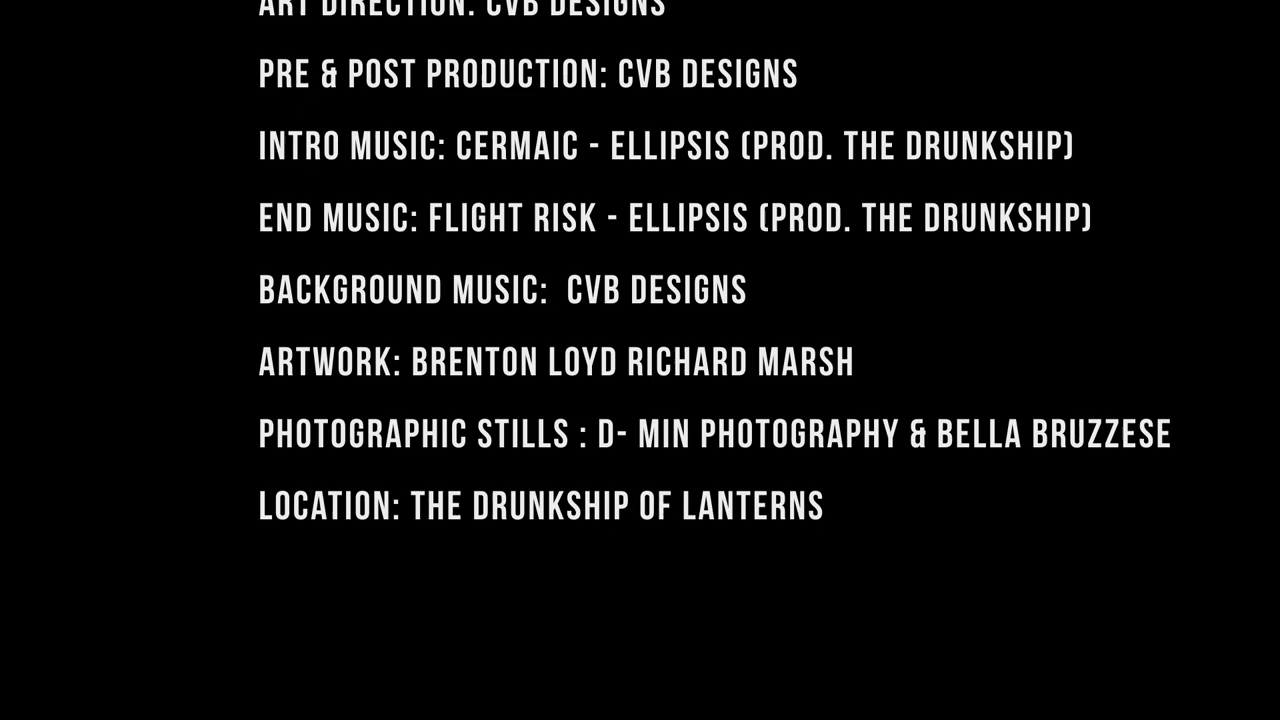 ART DIRECTION: CVB DESIGNS
PRE & POST PRODUCTION: CVB DESIGNS
INTRO MUSIC: CERMAIC - ELLIPSIS (PROD. THE DRUNKSHIP)
END MUSIC: FLIGHT RISK - ELLIPSIS (PROD. THE DRUNKSHIP)
BACKGROUND MUSIC:  CVB DESIGNS
ARTWORK: BRENTON LOYD RICHARD MARSH
PHOTOGRAPHIC STILLS : D- MIN PHOTOGRAPHY & BELLA BRUZZESE
LOCATION: THE DRUNKSHIP OF LANTERNS